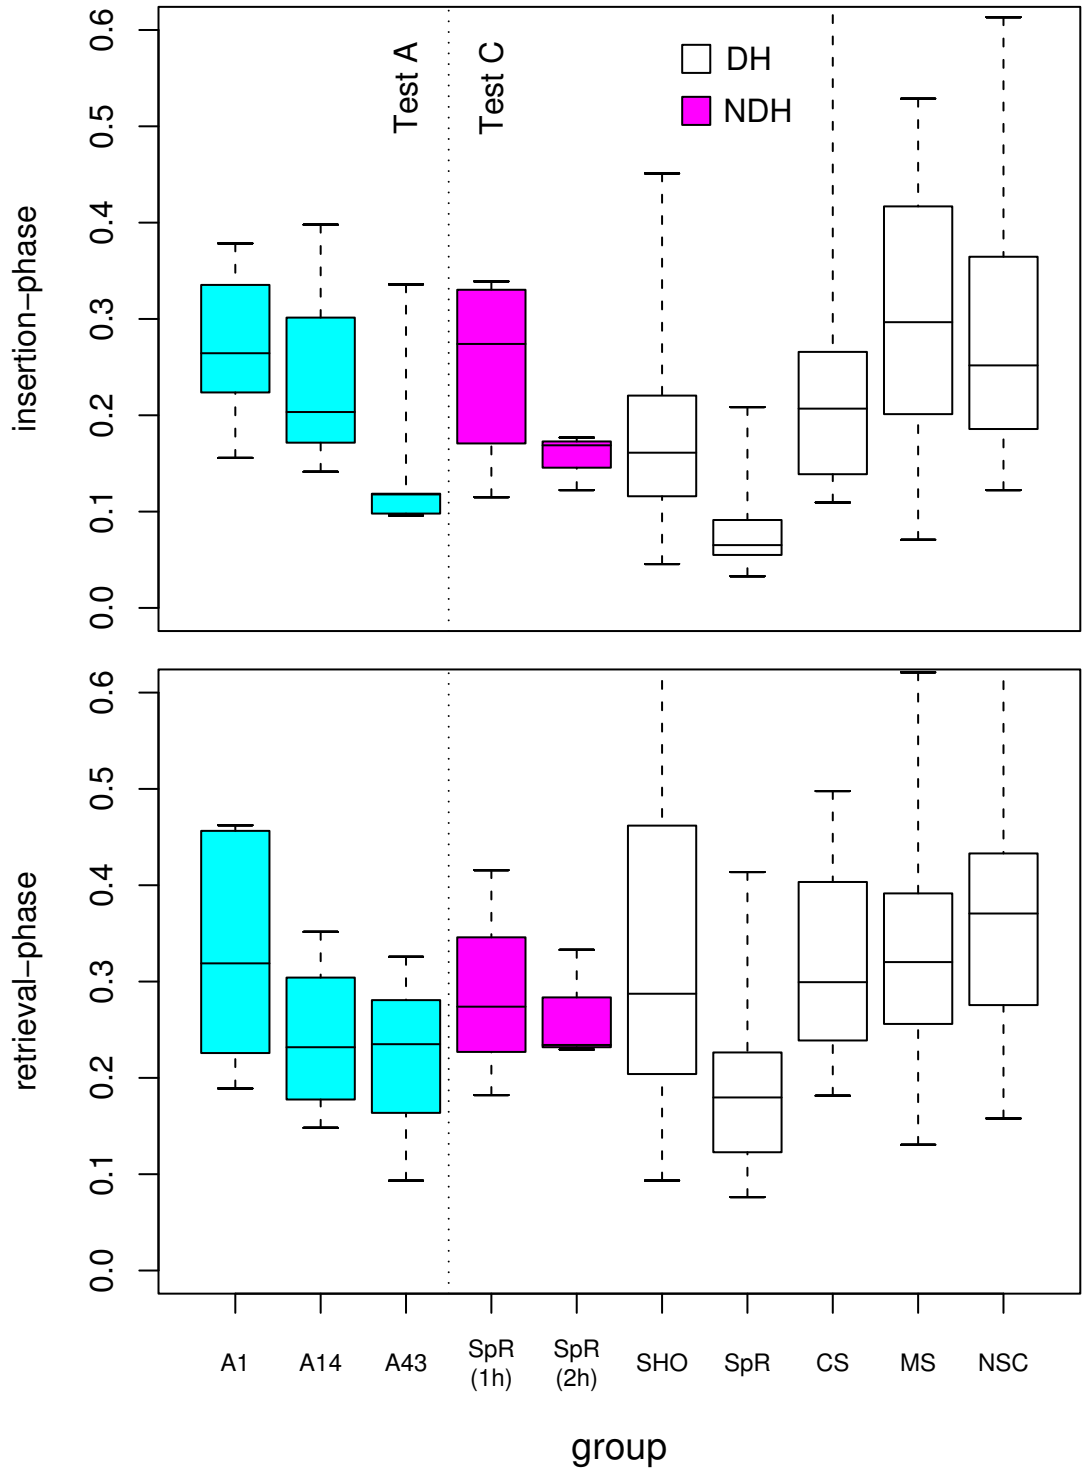 insertion−phase
0.6
0.5
0.4
0.3
0.2
0.1
0.0
Test A
Test C
DH
NDH
retrieval−phase
0.6
0.5
0.4
0.3
0.2
0.1
0.0
A1
A14
A43
SpR
(1h)
SpR
(2h)
SHO
SpR
CS
MS
NSC
group